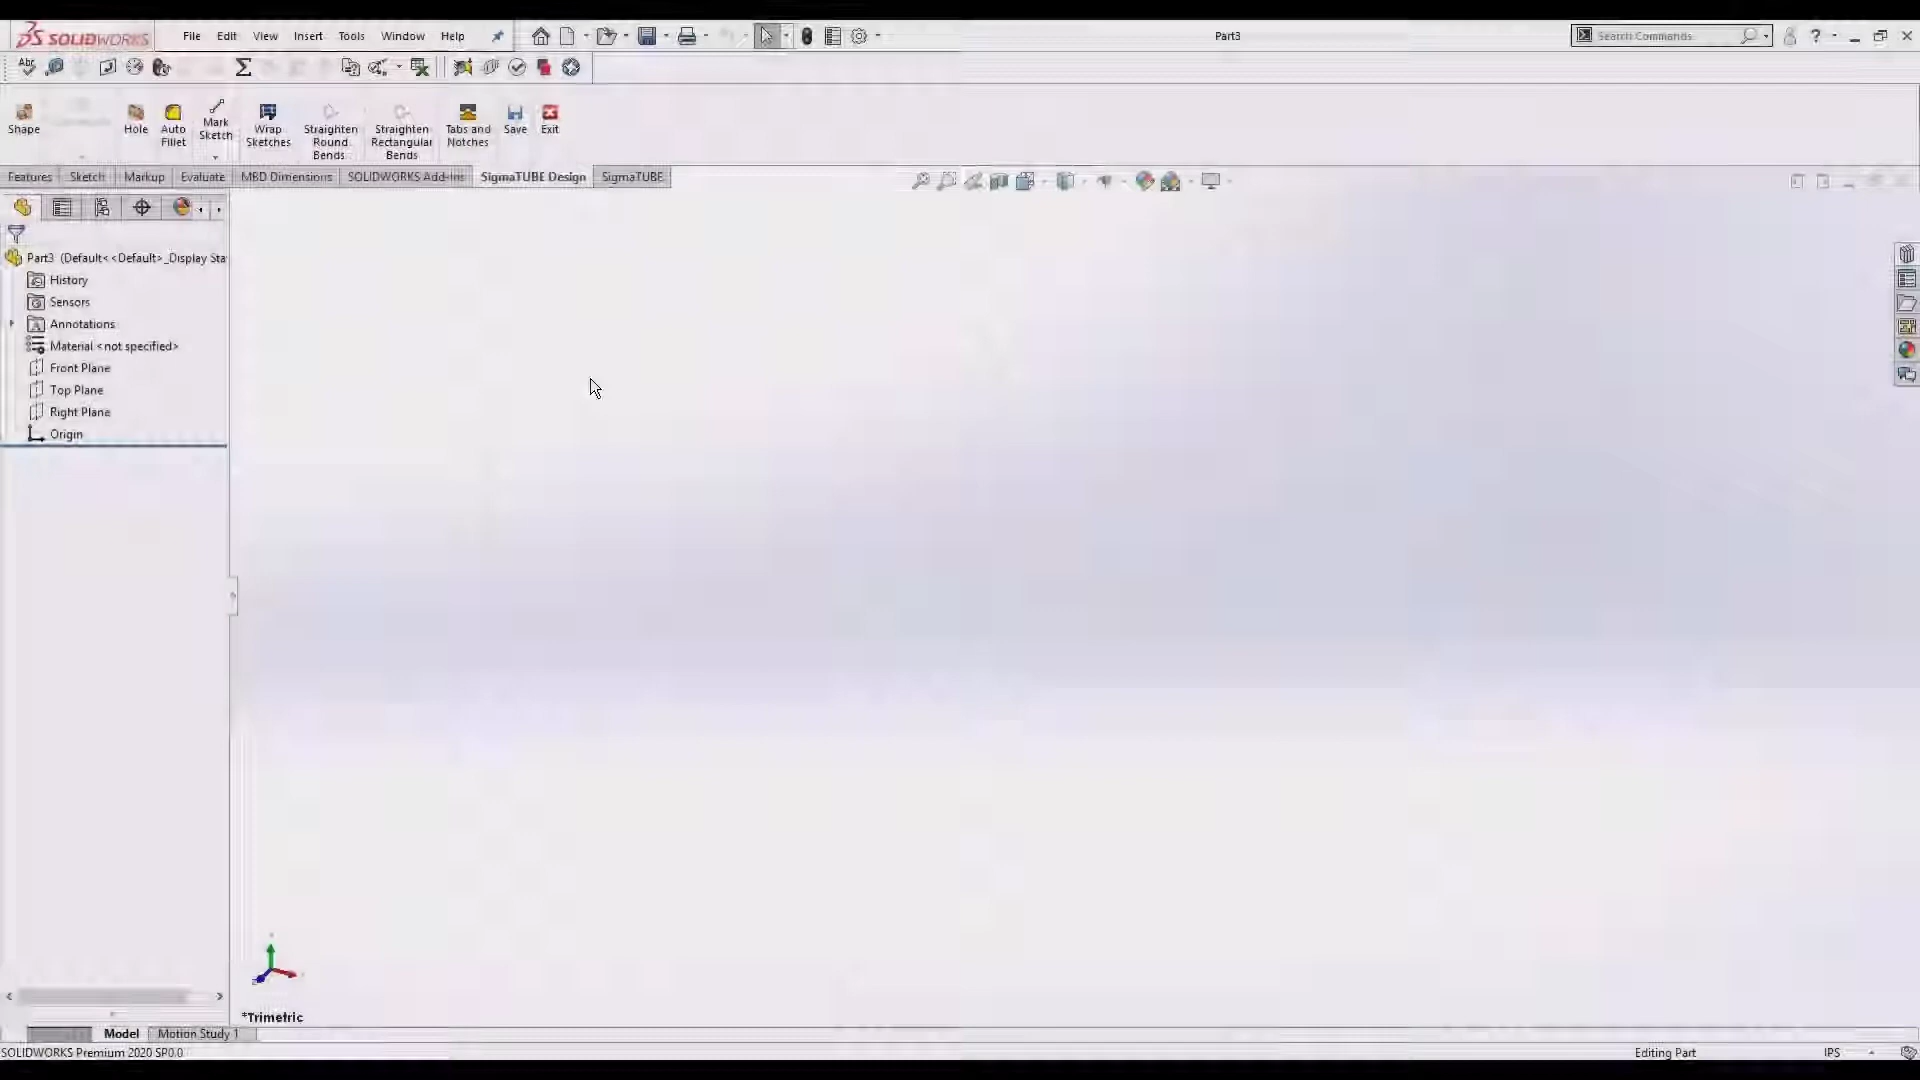 SOLIDWORKS File Edit View Insert Tools Window Help Part3 Search Commands ?
Abc
Shape Hole Auto Fillet Mark Sketch Wrap Sketches Straighten Round Bends Straighten Rectangular Bends Tabs and Notches Save Exit
Features Sketch Markup Evaluate MBD Dimensions SOLIDWORKS Add-Ins SigmaTUBE Design SigmaTUBE
Part3 (Default<<Default>_Display Sta
History
Sensors
Annotations
Material <not specified>
Front Plane
Top Plane
Right Plane
Origin
*Trimetric
Model Motion Study 1
SOLIDWORKS Premium 2020 SP0.0 Editing Part IPS